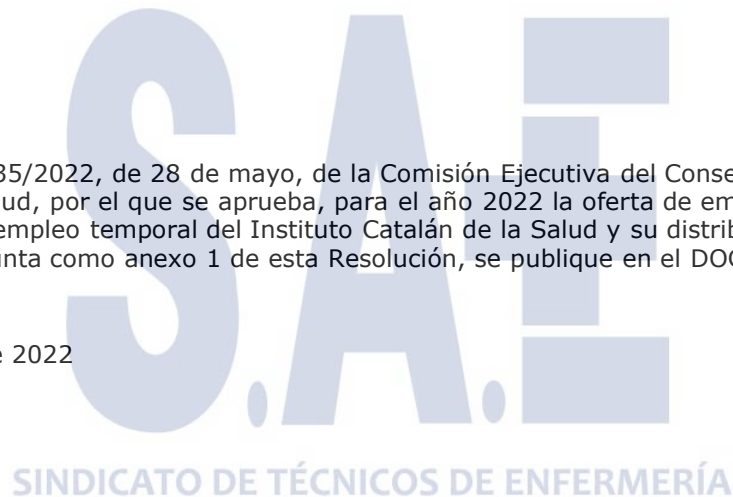 35/2022, de 28 de mayo, de la Comisión Ejecutiva del Conse
ud, por el que se aprueba, para el año 2022 la oferta de em
empleo temporal del Instituto Catalán de la Salud y su distrib
unta como anexo 1 de esta Resolución, se publique en el DOG
e 2022
S.A.E
SINDICATO DE TÉCNICOS DE ENFERMERÍA